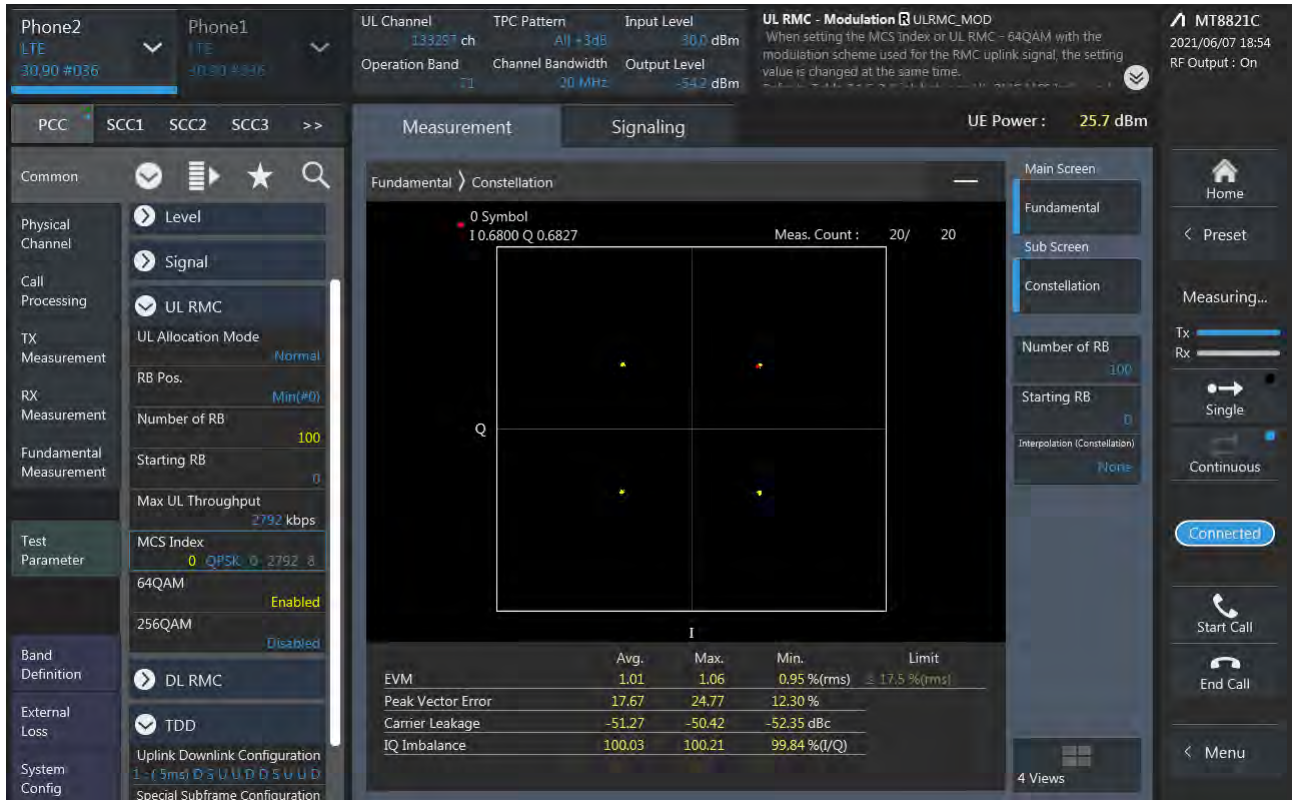 Phone2
LTE
30.90 #036
Phone1
LTE
UL Channel
133297 ch
Operation Band
71
TPC Pattern
All +3dB
Channel Bandwidth
20 MHz
Input Level
30.0 dBm
Output Level
-54.2 dBm
UL RMC - Modulation R ULRMC_MOD
When setting the MCS Index or UL RMC - 64QAM with the
modulation scheme used for the RMC uplink signal, the setting
value is changed at the same time.
MT8821C
2021/06/07 18:54
RF Output : On
PCC SCC1 SCC2 SCC3 >>
Measurement
Signaling
UE Power : 25.7 dBm
Common
Physical
Channel
Call
Processing
TX
Measurement
RX
Measurement
Fundamental
Measurement
Test
Parameter
Band
Definition
External
Loss
System
Config
Level
Signal
UL RMC
UL Allocation Mode
Normal
RB Pos.
Min(#0)
Number of RB
100
Starting RB
0
Max UL Throughput
2792 kbps
MCS Index
0 QPSK 0 2792 8
64QAM
Enabled
256QAM
Disabled
DL RMC
TDD
Uplink Downlink Configuration
1 : ( 5ms) D S U U D D S U U D
Special Subframe Configuration
Fundamental 〉 Constellation
0 Symbol
I 0.6800 Q 0.6827
Meas. Count : 20/ 20
Q
I
Avg. Max. Min. Limit
EVM 1.01 1.06 0.95 %(rms) ≤ 17.5 %(rms)
Peak Vector Error 17.67 24.77 12.30 %
Carrier Leakage -51.27 -50.42 -52.35 dBc
IQ Imbalance 100.03 100.21 99.84 %(I/Q)
Main Screen
Fundamental
Sub Screen
Constellation
Number of RB
100
Starting RB
0
Interpolation (Constellation)
None
4 Views
Home
< Preset
Measuring...
Tx
Rx
Single
Continuous
Connected
Start Call
End Call
< Menu